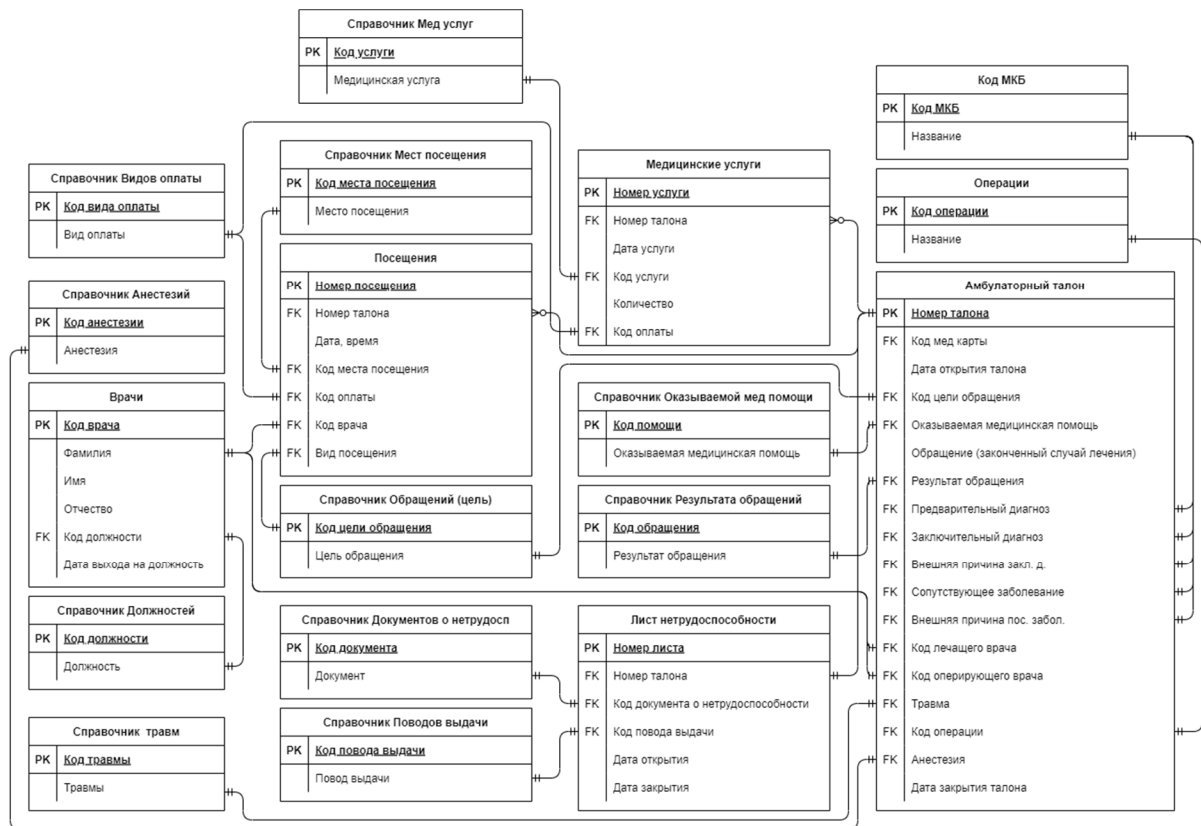 Справочник Мед услуг
PK Код услуги
Медицинская услуга
Код МКБ
PK Код МКБ
Название
Справочник Видов оплаты
PK Код вида оплаты
Вид оплаты
Справочник Мест посещения
PK Код места посещения
Место посещения
Медицинские услуги
PK Номер услуги
FK Номер талона
Дата услуги
FK Код услуги
Количество
FK Код оплаты
Операции
PK Код операции
Название
Справочник Анестезий
PK Код анестезии
Анестезия
Посещения
PK Номер посещения
FK Номер талона
Дата, время
FK Код места посещения
FK Код оплаты
FK Код врача
FK Вид посещения
Амбулаторный талон
PK Номер талона
FK Код мед карты
Дата открытия талона
FK Код цели обращения
FK Оказываемая медицинская помощь
Обращение (законченный случай лечения)
FK Результат обращения
FK Предварительный диагноз
FK Заключительный диагноз
FK Внешняя причина закл. д.
FK Сопутствующее заболевание
FK Внешняя причина пос. забол.
FK Код лечащего врача
FK Код оперирующего врача
FK Травма
FK Код операции
FK Анестезия
Дата закрытия талона
Врачи
PK Код врача
Фамилия
Имя
Отчество
FK Код должности
Дата выхода на должность
Справочник Оказываемой мед помощи
PK Код помощи
Оказываемая медицинская помощь
Справочник Обращений (цель)
PK Код цели обращения
Цель обращения
Справочник Результата обращений
PK Код обращения
Результат обращения
Справочник Должностей
PK Код должности
Должность
Справочник Документов о нетрудосп
PK Код документа
Документ
Лист нетрудоспособности
PK Номер листа
FK Номер талона
FK Код документа о нетрудоспособности
FK Код повода выдачи
Дата открытия
Дата закрытия
Справочник травм
PK Код травмы
Травмы
Справочник Поводов выдачи
PK Код повода выдачи
Повод выдачи